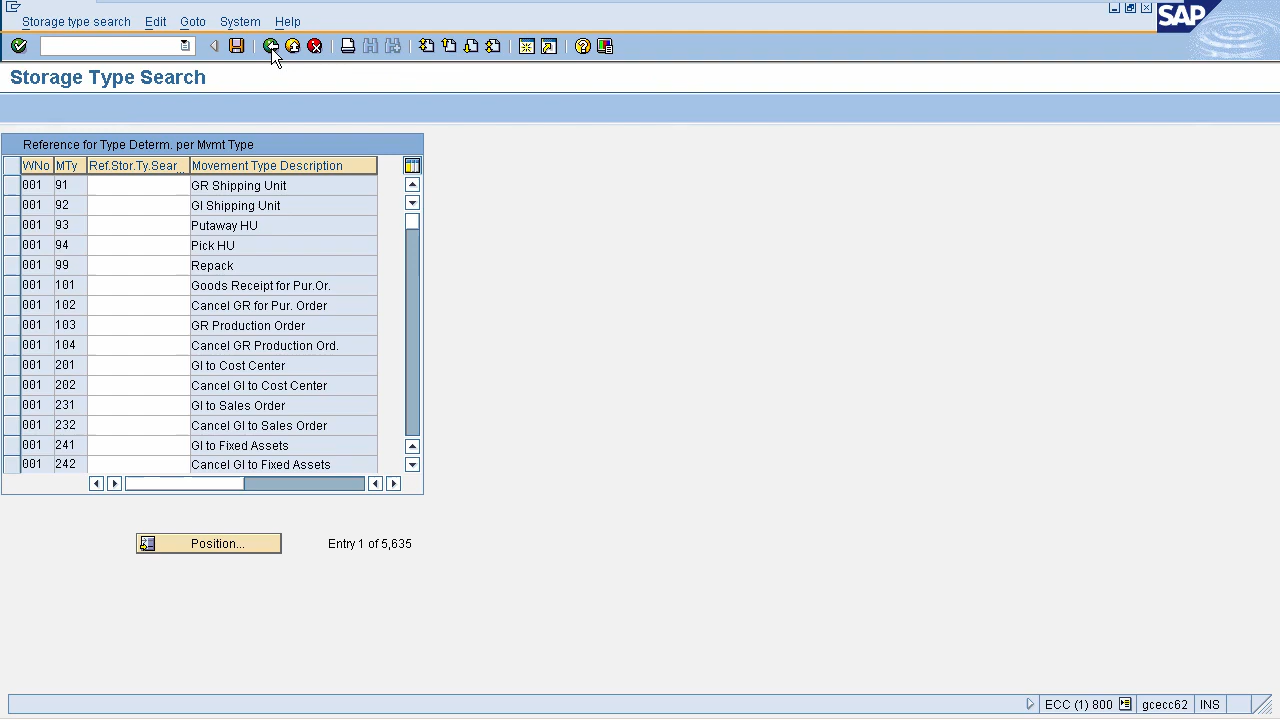 Storage type search Edit Goto System Help
SAP
Storage Type Search
Reference for Type Determ. per Mvmt Type
WNo MTy Ref.Stor.Ty.Sear... Movement Type Description
001 91 GR Shipping Unit
001 92 GI Shipping Unit
001 93 Putaway HU
001 94 Pick HU
001 99 Repack
001 101 Goods Receipt for Pur.Or.
001 102 Cancel GR for Pur. Order
001 103 GR Production Order
001 104 Cancel GR Production Ord.
001 201 GI to Cost Center
001 202 Cancel GI to Cost Center
001 231 GI to Sales Order
001 232 Cancel GI to Sales Order
001 241 GI to Fixed Assets
001 242 Cancel GI to Fixed Assets
Position... Entry 1 of 5,635
ECC (1) 800 gcecc62 INS